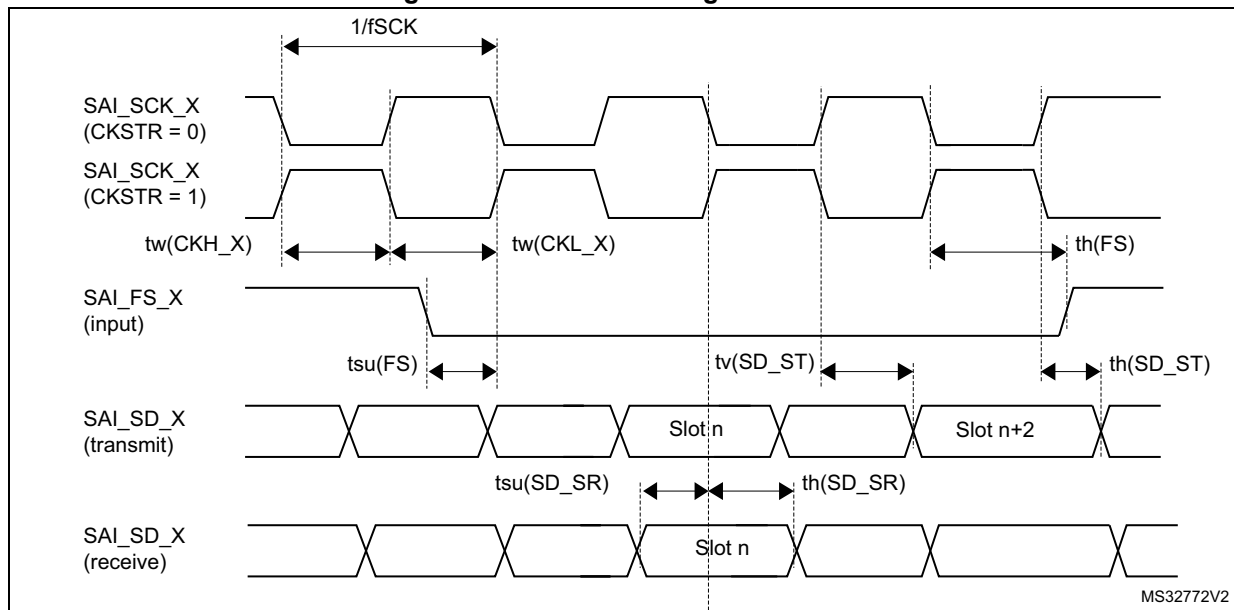 1/fSCK
SAI_SCK_X
(CKSTR = 0)
SAI_SCK_X
(CKSTR = 1)
tw(CKH_X)
tw(CKL_X)
th(FS)
SAI_FS_X
(input)
tsu(FS)
tv(SD_ST)
th(SD_ST)
SAI_SD_X
(transmit)
Slot n
Slot n+2
tsu(SD_SR)
th(SD_SR)
SAI_SD_X
(receive)
Slot n
MS32772V2